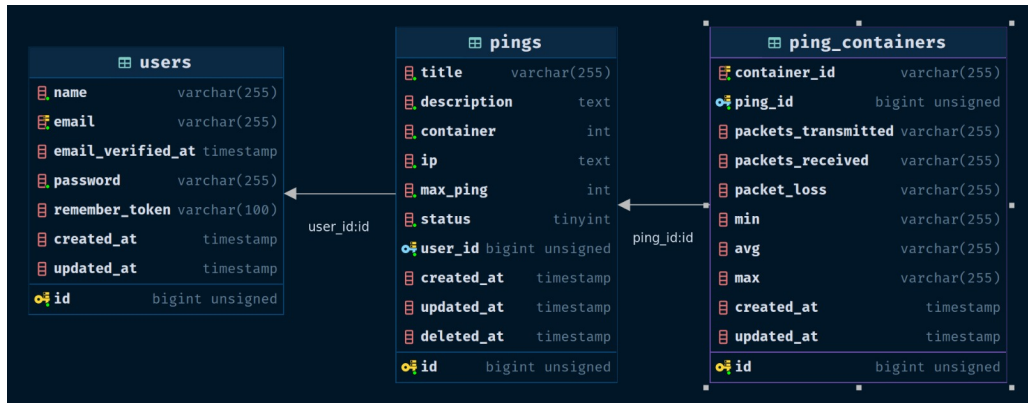 users
name varchar(255)
email varchar(255)
email_verified_at timestamp
password varchar(255)
remember_token varchar(100)
created_at timestamp
updated_at timestamp
id bigint unsigned
user_id:id
pings
title varchar(255)
description text
container int
ip text
max_ping int
status tinyint
user_id bigint unsigned
created_at timestamp
updated_at timestamp
deleted_at timestamp
id bigint unsigned
ping_id:id
ping_containers
container_id varchar(255)
ping_id bigint unsigned
packets_transmitted varchar(255)
packets_received varchar(255)
packet_loss varchar(255)
min varchar(255)
avg varchar(255)
max varchar(255)
created_at timestamp
updated_at timestamp
id bigint unsigned